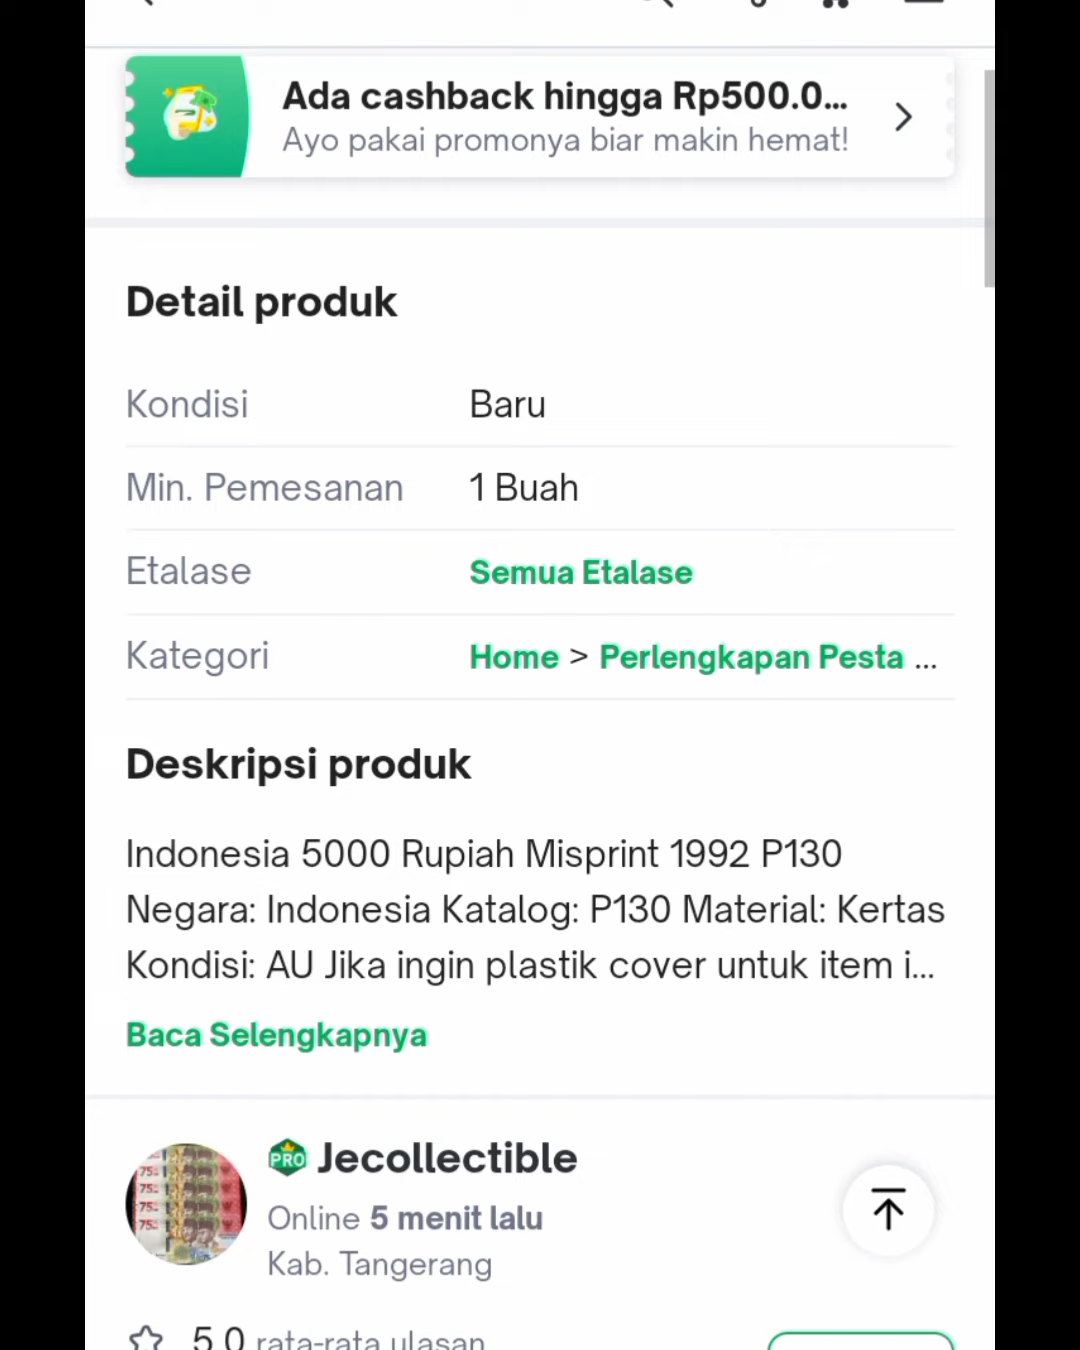 Ada cashback hingga Rp500.0...
Ayo pakai promonya biar makin hemat!
Detail produk
Kondisi Baru
Min. Pemesanan 1 Buah
Etalase Semua Etalase
Kategori Home > Perlengkapan Pesta ...
Deskripsi produk
Indonesia 5000 Rupiah Misprint 1992 P130
Negara: Indonesia Katalog: P130 Material: Kertas
Kondisi: AU Jika ingin plastik cover untuk item i...
Baca Selengkapnya
PRO Jecollectible
Online 5 menit lalu
Kab. Tangerang
5.0 rata-rata ulasan